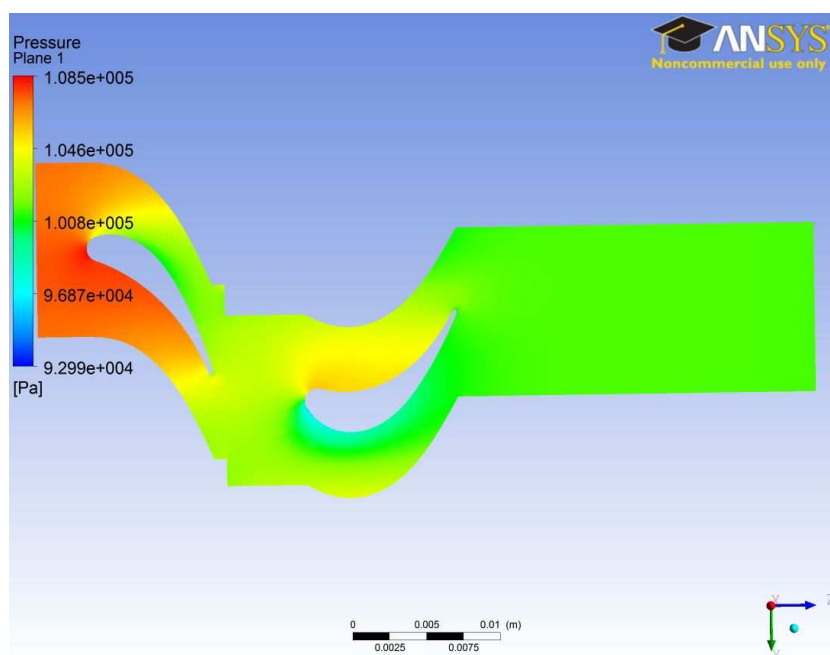 Pressure
Plane 1
1.085e+005
1.046e+005
1.008e+005
9.687e+004
9.299e+004
[Pa]
ANSYS
Noncommercial use only
0 0.005 0.01 (m)
0.0025 0.0075
Y
Z